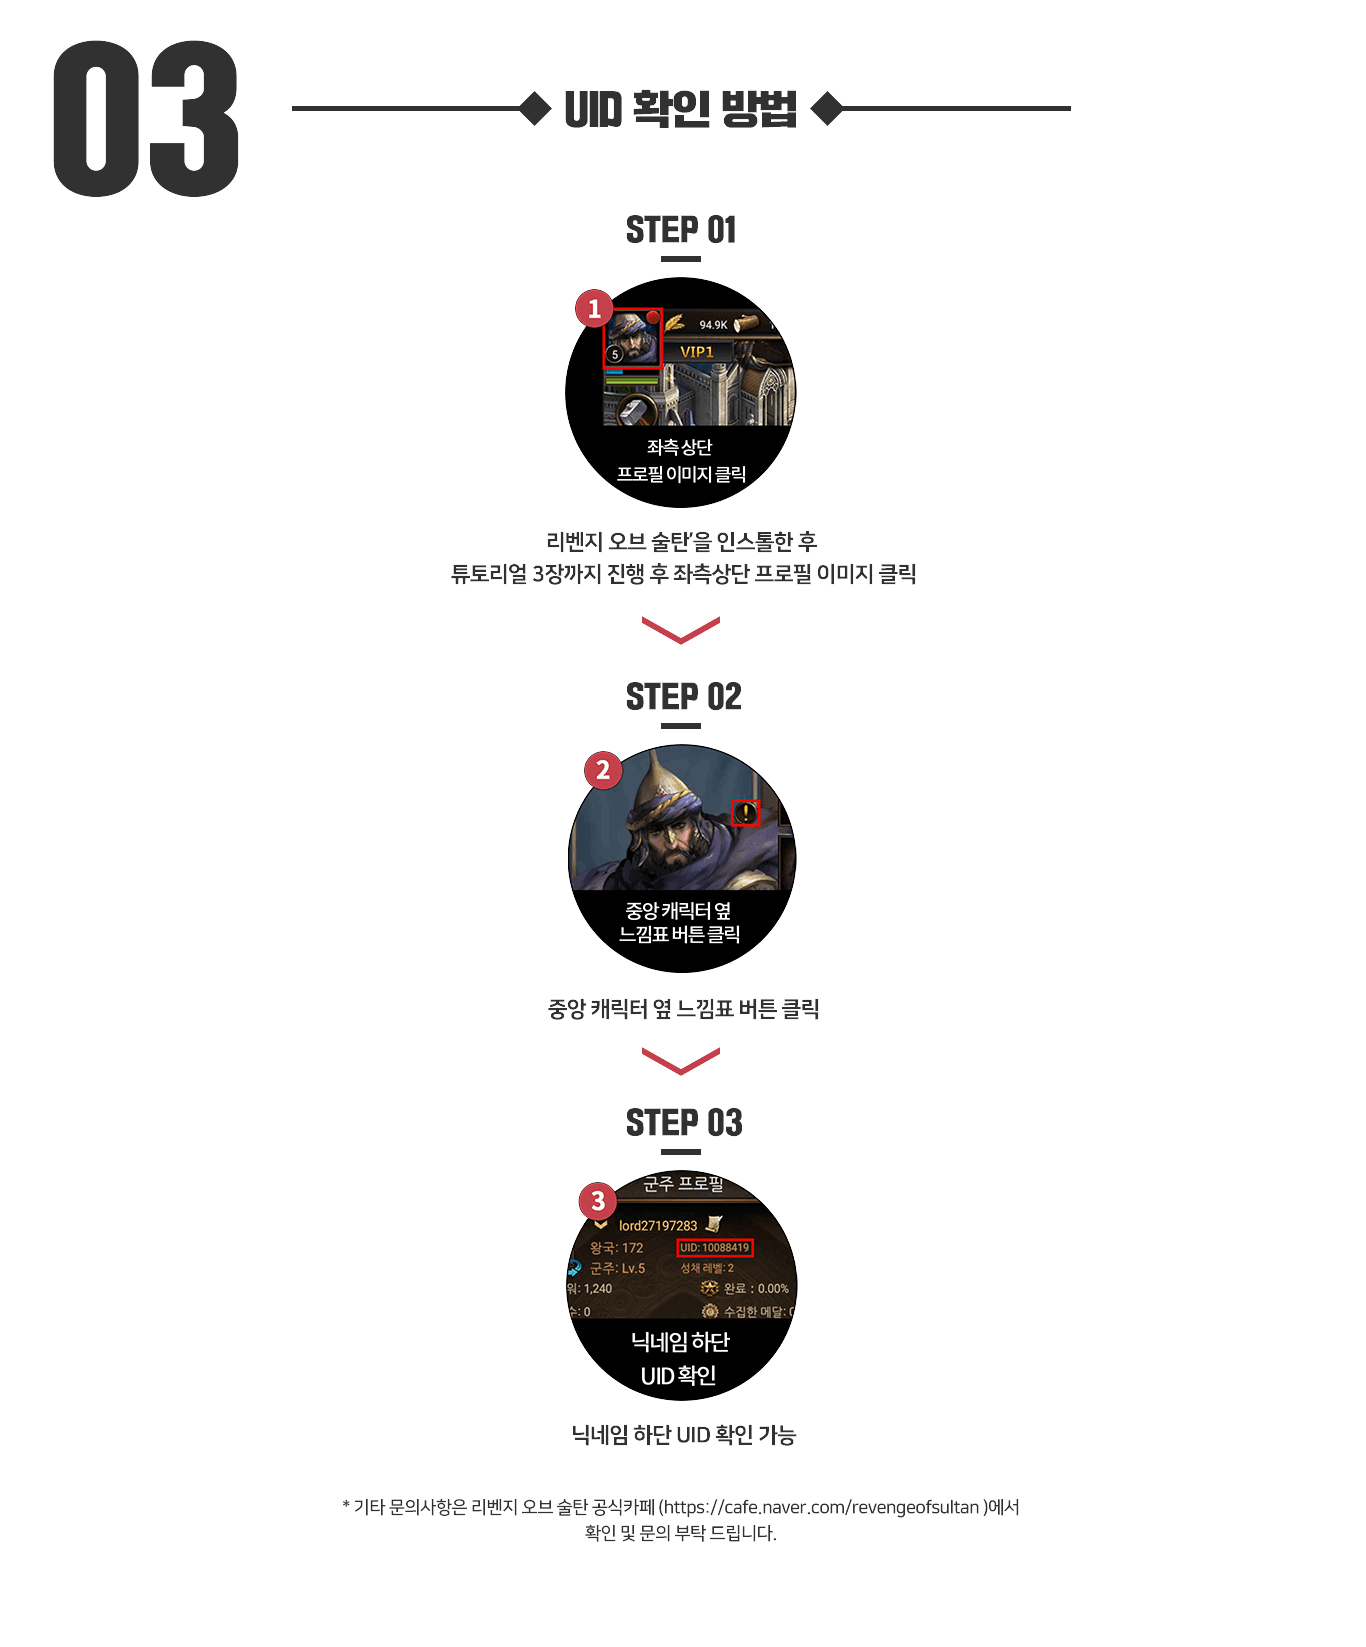 03
UID 확인 방법
STEP 01
1
94.9K
5
VIP1
좌측 상단
프로필 이미지 클릭
리벤지 오브 술탄'을 인스톨한 후
튜토리얼 3장까지 진행 후 좌측상단 프로필 이미지 클릭
STEP 02
2
!
중앙 캐릭터 옆
느낌표 버튼 클릭
중앙 캐릭터 옆 느낌표 버튼 클릭
STEP 03
군주 프로필
3
lord27197283
왕국: 172 UID: 10088419
군주: Lv.5 성채 레벨: 2
워: 1,240 완료 : 0.00%
수: 0 수집한 메달: 0
닉네임 하단
UID 확인
닉네임 하단 UID 확인 가능
* 기타 문의사항은 리벤지 오브 술탄 공식카페 (https://cafe.naver.com/revengeofsultan )에서
확인 및 문의 부탁 드립니다.